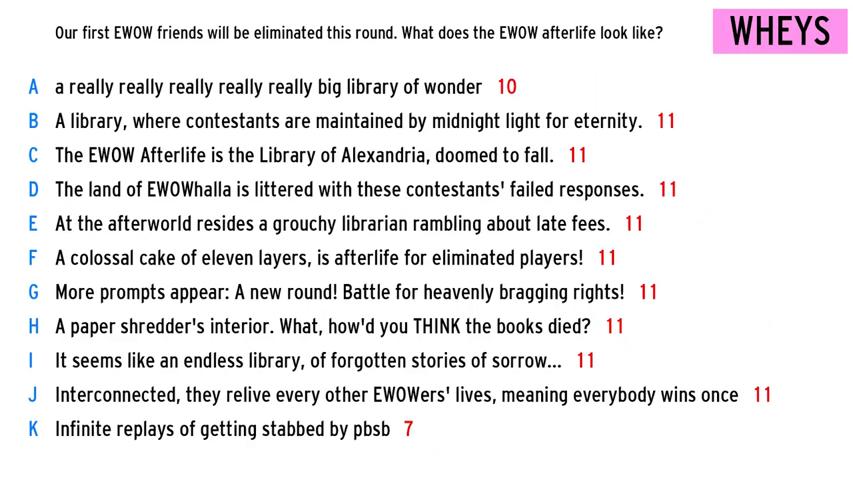 Our first EWOW friends will be eliminated this round. What does the EWOW afterlife look like?
WHEYS
A a really really really really really big library of wonder 10
B A library, where contestants are maintained by midnight light for eternity. 11
C The EWOW Afterlife is the Library of Alexandria, doomed to fall. 11
D The land of EWOWhalla is littered with these contestants' failed responses. 11
E At the afterworld resides a grouchy librarian rambling about late fees. 11
F A colossal cake of eleven layers, is afterlife for eliminated players! 11
G More prompts appear: A new round! Battle for heavenly bragging rights! 11
H A paper shredder's interior. What, how'd you THINK the books died? 11
I It seems like an endless library, of forgotten stories of sorrow... 11
J Interconnected, they relive every other EWOWers' lives, meaning everybody wins once 11
K Infinite replays of getting stabbed by pbsb 7